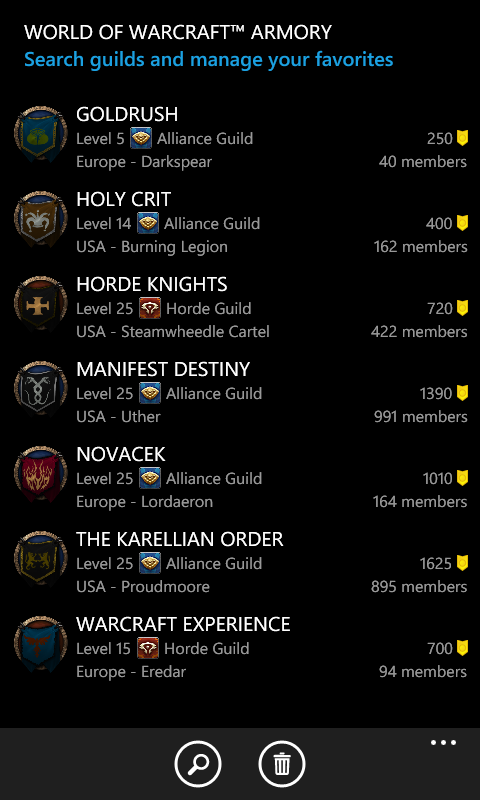 WORLD OF WARCRAFT™ ARMORY
Search guilds and manage your favorites
GOLDRUSH
Level 5 Alliance Guild 250
Europe - Darkspear 40 members
HOLY CRIT
Level 14 Alliance Guild 400
USA - Burning Legion 162 members
HORDE KNIGHTS
Level 25 Horde Guild 720
USA - Steamwheedle Cartel 422 members
MANIFEST DESTINY
Level 25 Alliance Guild 1390
USA - Uther 991 members
NOVACEK
Level 25 Alliance Guild 1010
Europe - Lordaeron 164 members
THE KARELLIAN ORDER
Level 25 Alliance Guild 1625
USA - Proudmoore 895 members
WARCRAFT EXPERIENCE
Level 15 Horde Guild 700
Europe - Eredar 94 members